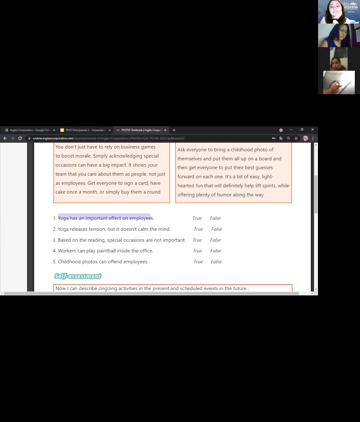 You don't just have to rely on business games
to boost morale. Simply acknowledging special
occasions can have a big impact. It shows your
team that you care about them as people, not just
as employees. Get everyone to sign a card, have
cake once a month, or simply buy them a round
Ask everyone to bring a childhood photo of
themselves and put them all up on a board and
then get everyone to put their best guesses
forward on each one. It's a bit of easy, light-
hearted fun that will definitely help lift spirits, while
offering plenty of humor along the way
1. Yoga has an important effect on employees. True False
2. Yoga releases tension, but it doesn't calm the mind. True False
3. Based on the reading, special occasions are not important. True False
4. Workers can play paintball inside the office. True False
5. Childhood photos can offend employees. True False
Self-assessment
Now I can describe ongoing activities in the present and scheduled events in the future.